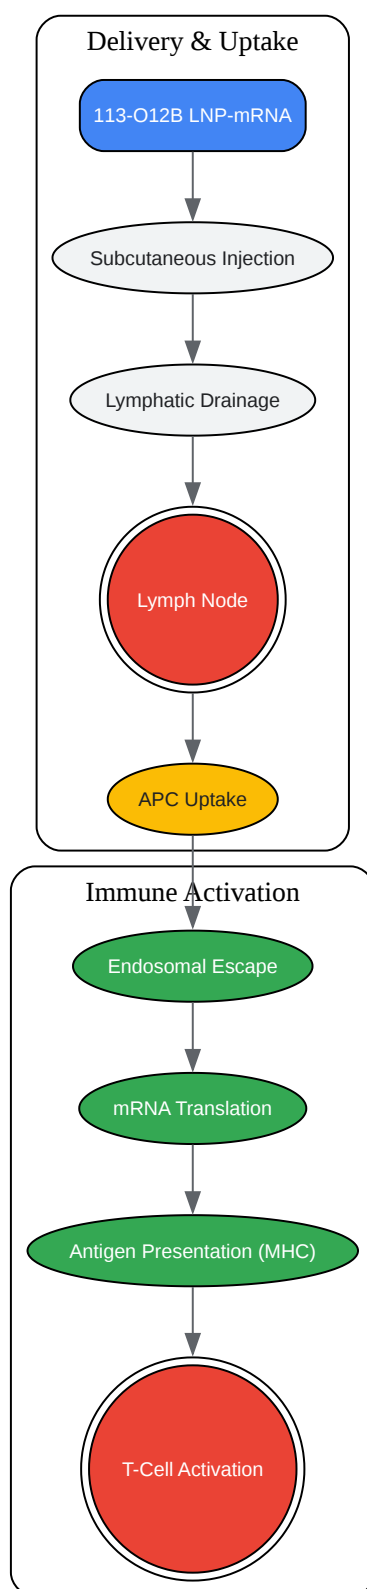 Delivery & Uptake
113-O12B LNP-mRNA
Subcutaneous Injection
Lymphatic Drainage
Lymph Node
APC Uptake
Immune Activation
Endosomal Escape
mRNA Translation
Antigen Presentation (MHC)
T-Cell Activation